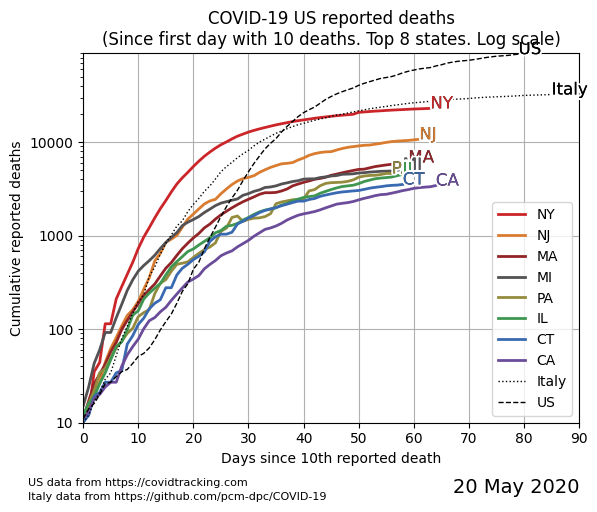 COVID-19 US reported deaths
(Since first day with 10 deaths. Top 8 states. Log scale)
US
Italy
NY
NJ
MA
CT
CA
Cumulative reported deaths
10000
1000
100
10
0 10 20 30 40 50 60 70 80 90
Days since 10th reported death
NY
NJ
MA
MI
PA
IL
CT
CA
Italy
US
US data from https://covidtracking.com
Italy data from https://github.com/pcm-dpc/COVID-19
20 May 2020